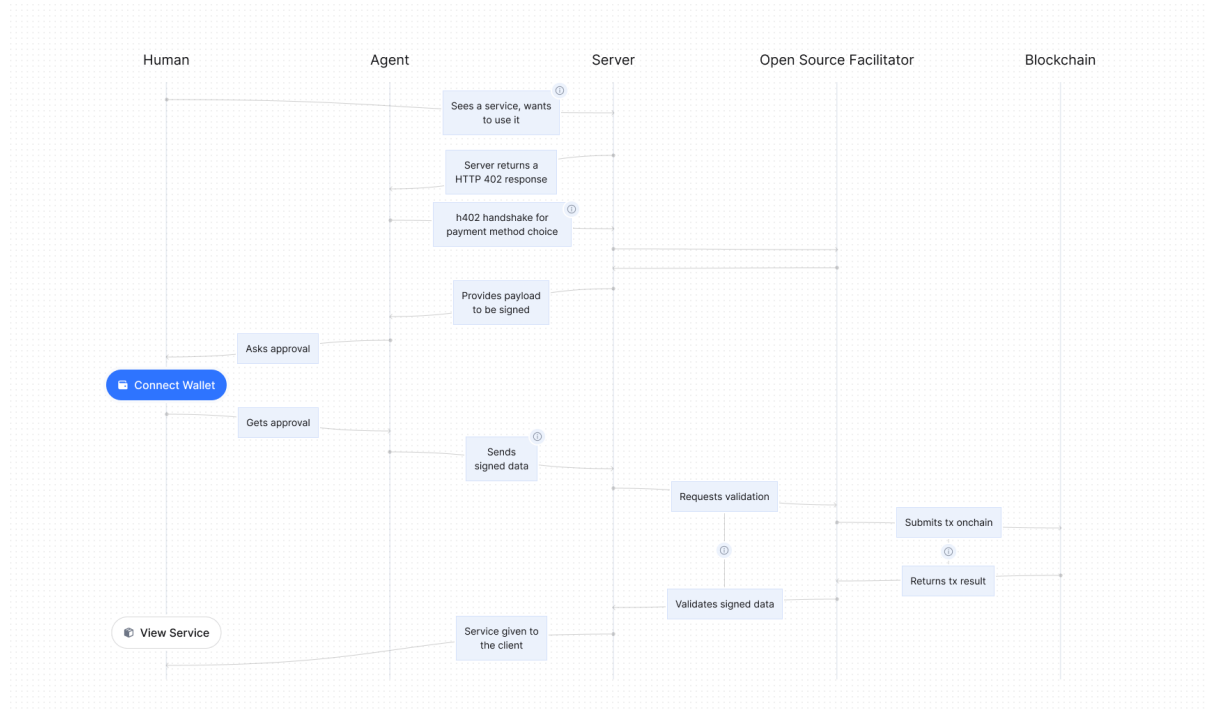 Human
Agent
Server
Open Source Facilitator
Blockchain
Sees a service, wants
to use it
Server returns a
HTTP 402 response
h402 handshake for
payment method choice
Provides payload
to be signed
Asks approval
Connect Wallet
Gets approval
Sends
signed data
Requests validation
Submits tx onchain
Returns tx result
Validates signed data
Service given to
the client
View Service